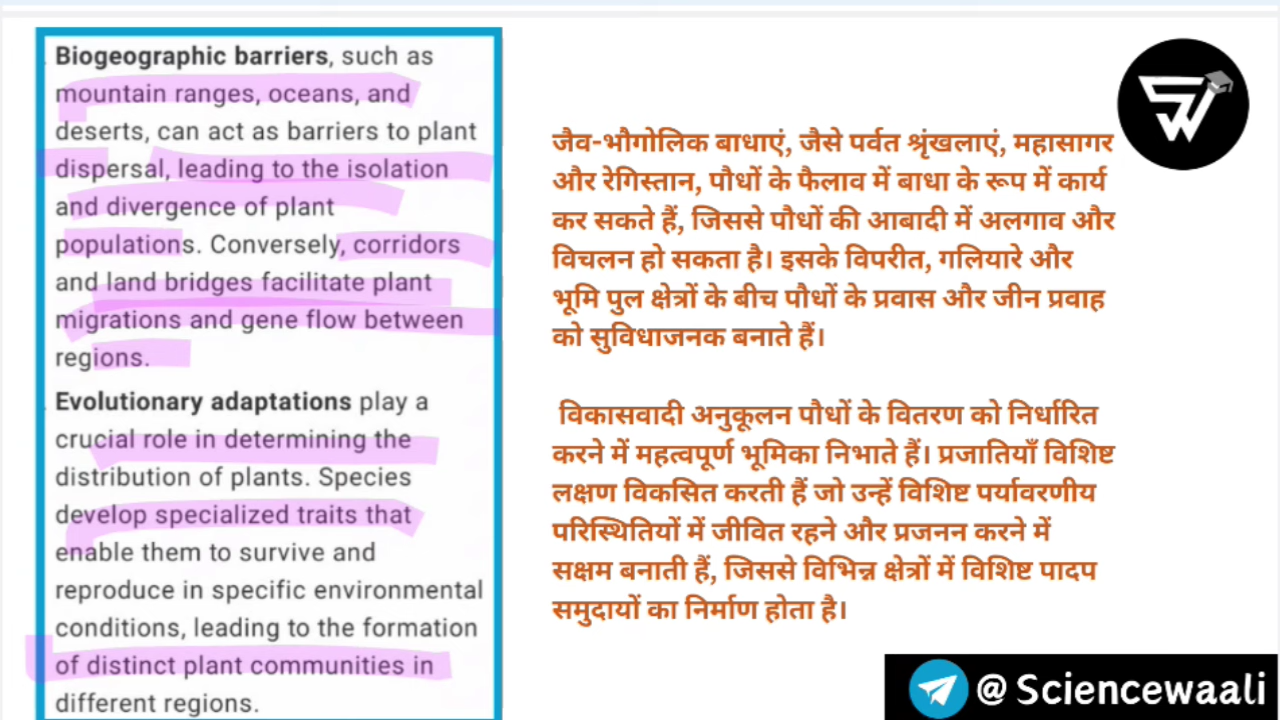 Biogeographic barriers, such as
mountain ranges, oceans, and
deserts, can act as barriers to plant
dispersal, leading to the isolation
and divergence of plant
populations. Conversely, corridors
and land bridges facilitate plant
migrations and gene flow between
regions.
Evolutionary adaptations play a
crucial role in determining the
distribution of plants. Species
develop specialized traits that
enable them to survive and
reproduce in specific environmental
conditions, leading to the formation
of distinct plant communities in
different regions.
जैव-भौगोलिक बाधाएं, जैसे पर्वत श्रृंखलाएं, महासागर
और रेगिस्तान, पौधों के फैलाव में बाधा के रूप में कार्य
कर सकते हैं, जिससे पौधों की आबादी में अलगाव और
विचलन हो सकता है। इसके विपरीत, गलियारे और
भूमि पुल क्षेत्रों के बीच पौधों के प्रवास और जीन प्रवाह
को सुविधाजनक बनाते हैं।
विकासवादी अनुकूलन पौधों के वितरण को निर्धारित
करने में महत्वपूर्ण भूमिका निभाते हैं। प्रजातियाँ विशिष्ट
लक्षण विकसित करती हैं जो उन्हें विशिष्ट पर्यावरणीय
परिस्थितियों में जीवित रहने और प्रजनन करने में
सक्षम बनाती हैं, जिससे विभिन्न क्षेत्रों में विशिष्ट पादप
समुदायों का निर्माण होता है।
SW
@ Sciencewaali